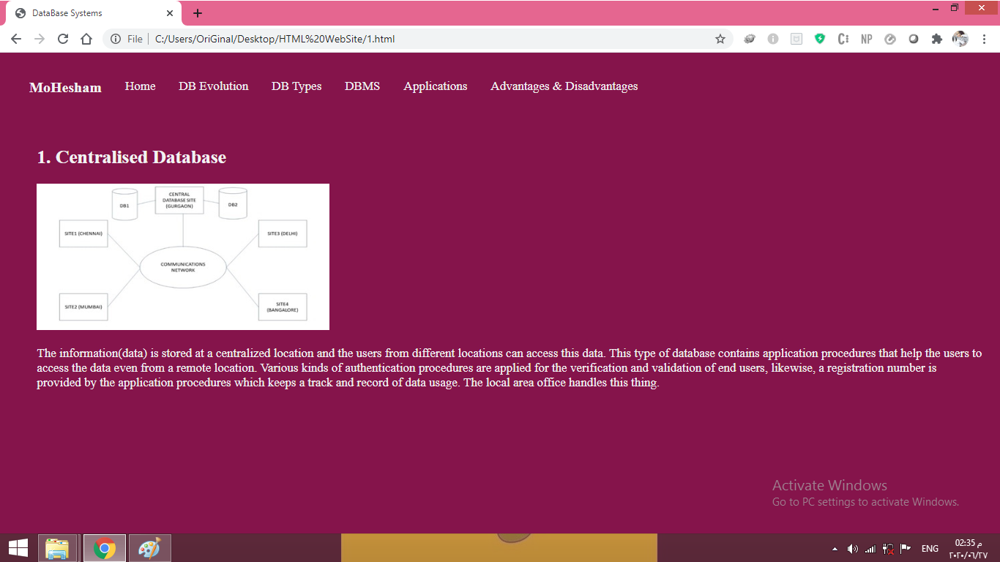 DataBase Systems
File C:/Users/OriGinal/Desktop/HTML%20WebSite/1.html
NP
MoHesham Home DB Evolution DB Types DBMS Applications Advantages & Disadvantages
1. Centralised Database
CENTRAL
DATABASE SITE
(GURGAON)
DB1
DB2
SITE1 (CHENNAI)
SITE3 (DELHI)
COMMUNICATIONS
NETWORK
SITE2 (MUMBAI)
SITE4
(BANGALORE)
The information(data) is stored at a centralized location and the users from different locations can access this data. This type of database contains application procedures that help the users to
access the data even from a remote location. Various kinds of authentication procedures are applied for the verification and validation of end users, likewise, a registration number is
provided by the application procedures which keeps a track and record of data usage. The local area office handles this thing.
Activate Windows
Go to PC settings to activate Windows.
ENG
02:35 م
٢٠٢٠/٠٦/٢٧